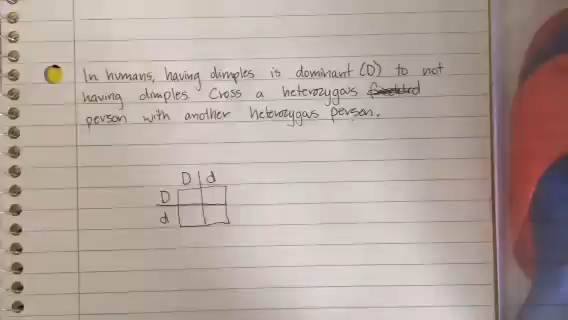 In humans, having dimples is dominant (D) to not
having dimples. Cross a heterozygous
person with another heterozygous person.
D d
D
d